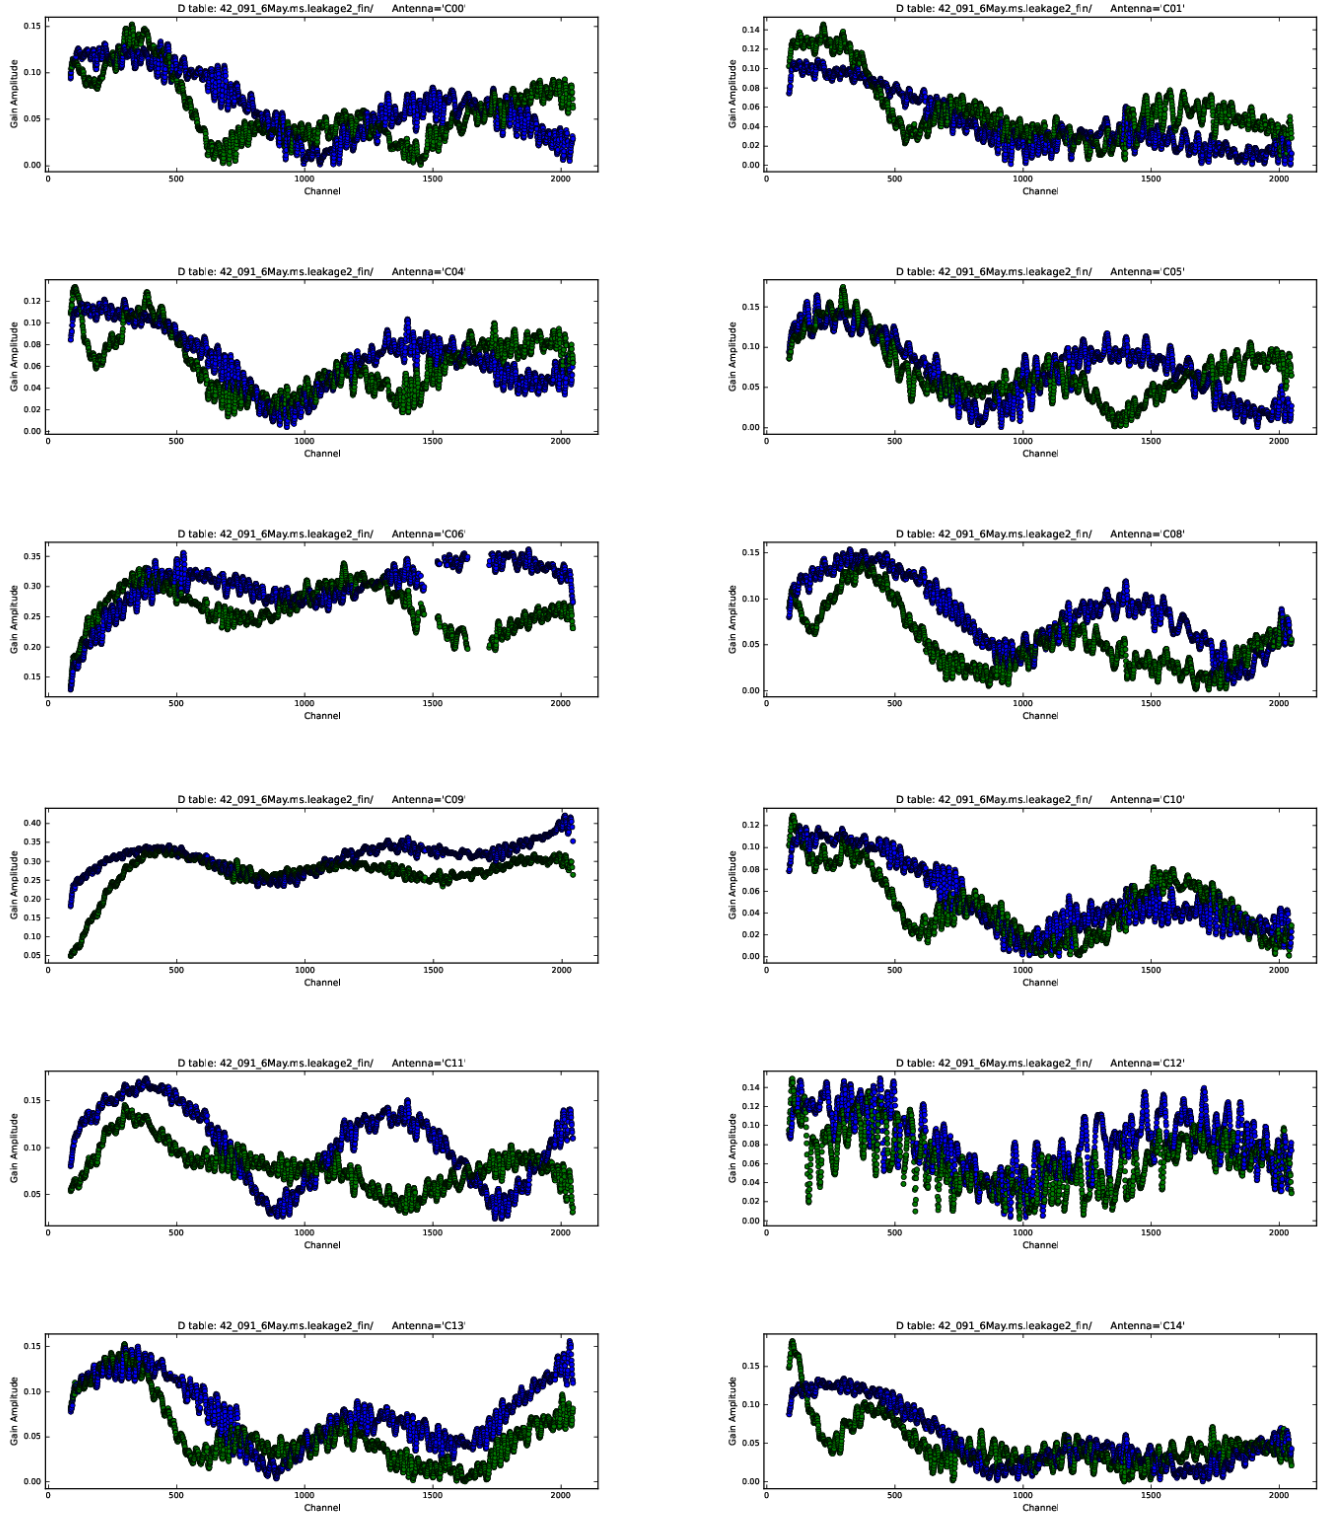 D table: 42_091_6May.ms.leakage2_fin/ Antenna='C00'
Gain Amplitude
0.15
0.10
0.05
0.00
0 500 1000 1500 2000
Channel
D table: 42_091_6May.ms.leakage2_fin/ Antenna='C01'
Gain Amplitude
0.14
0.12
0.10
0.08
0.06
0.04
0.02
0.00
0 500 1000 1500 2000
Channel
D table: 42_091_6May.ms.leakage2_fin/ Antenna='C04'
Gain Amplitude
0.12
0.10
0.08
0.06
0.04
0.02
0.00
0 500 1000 1500 2000
Channel
D table: 42_091_6May.ms.leakage2_fin/ Antenna='C05'
Gain Amplitude
0.15
0.10
0.05
0.00
0 500 1000 1500 2000
Channel
D table: 42_091_6May.ms.leakage2_fin/ Antenna='C06'
Gain Amplitude
0.35
0.30
0.25
0.20
0.15
0 500 1000 1500 2000
Channel
D table: 42_091_6May.ms.leakage2_fin/ Antenna='C08'
Gain Amplitude
0.15
0.10
0.05
0.00
0 500 1000 1500 2000
Channel
D table: 42_091_6May.ms.leakage2_fin/ Antenna='C09'
Gain Amplitude
0.40
0.35
0.30
0.25
0.20
0.15
0.10
0.05
0 500 1000 1500 2000
Channel
D table: 42_091_6May.ms.leakage2_fin/ Antenna='C10'
Gain Amplitude
0.12
0.10
0.08
0.06
0.04
0.02
0.00
0 500 1000 1500 2000
Channel
D table: 42_091_6May.ms.leakage2_fin/ Antenna='C11'
Gain Amplitude
0.15
0.10
0.05
0 500 1000 1500 2000
Channel
D table: 42_091_6May.ms.leakage2_fin/ Antenna='C12'
Gain Amplitude
0.14
0.12
0.10
0.08
0.06
0.04
0.02
0.00
0 500 1000 1500 2000
Channel
D table: 42_091_6May.ms.leakage2_fin/ Antenna='C13'
Gain Amplitude
0.15
0.10
0.05
0.00
0 500 1000 1500 2000
Channel
D table: 42_091_6May.ms.leakage2_fin/ Antenna='C14'
Gain Amplitude
0.15
0.10
0.05
0.00
0 500 1000 1500 2000
Channel